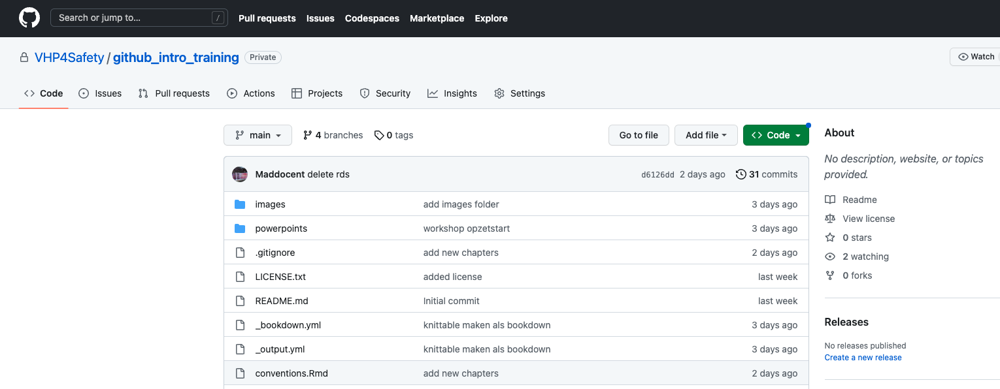 Search or jump to... /
Pull requests Issues Codespaces Marketplace Explore
VHP4Safety / github_intro_training Private
Watch
Code Issues Pull requests Actions Projects Security Insights Settings
main 4 branches 0 tags Go to file Add file Code
Maddocent delete rds d6126dd 2 days ago 31 commits
images add images folder 3 days ago
powerpoints workshop opzetstart 3 days ago
.gitignore add new chapters 2 days ago
LICENSE.txt added license last week
README.md Initial commit last week
_bookdown.yml knittable maken als bookdown 3 days ago
_output.yml knittable maken als bookdown 3 days ago
conventions.Rmd add new chapters 2 days ago
About
No description, website, or topics
provided.
Readme
View license
0 stars
2 watching
0 forks
Releases
No releases published
Create a new release